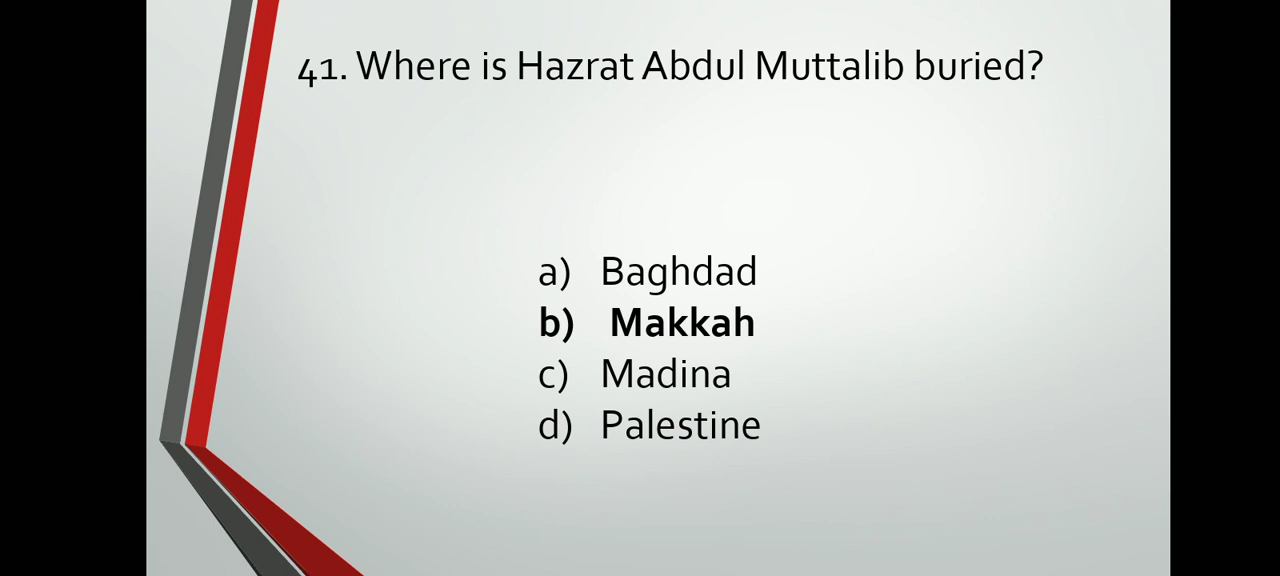 41. Where is Hazrat Abdul Muttalib buried?
a) Baghdad
b) Makkah
c) Madina
d) Palestine